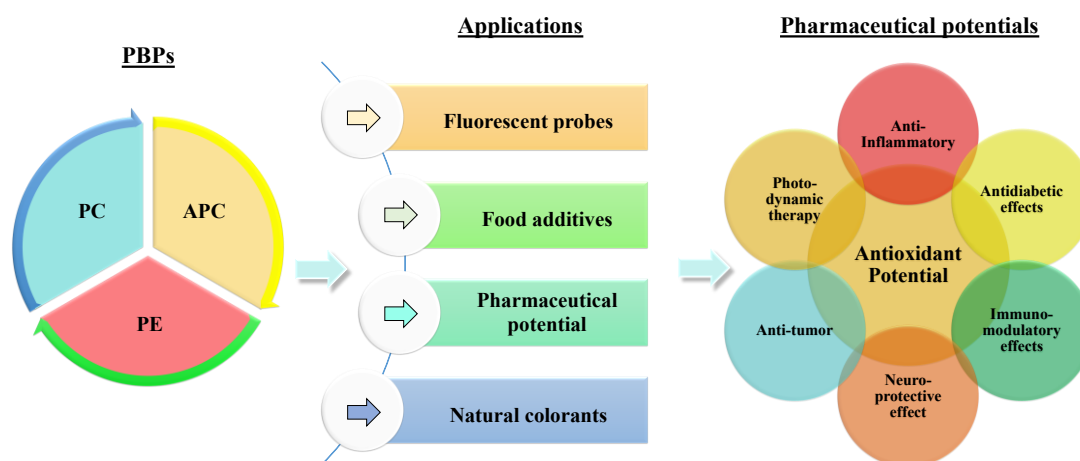 PBPs
PC
APC
PE
Applications
Fluorescent probes
Food additives
Pharmaceutical
potential
Natural colorants
Pharmaceutical potentials
Anti-
Inflammatory
Photo-
dynamic
therapy
Antidiabetic
effects
Antioxidant
Potential
Anti-tumor
Immuno-
modulatory
effects
Neuro-
protective
effect